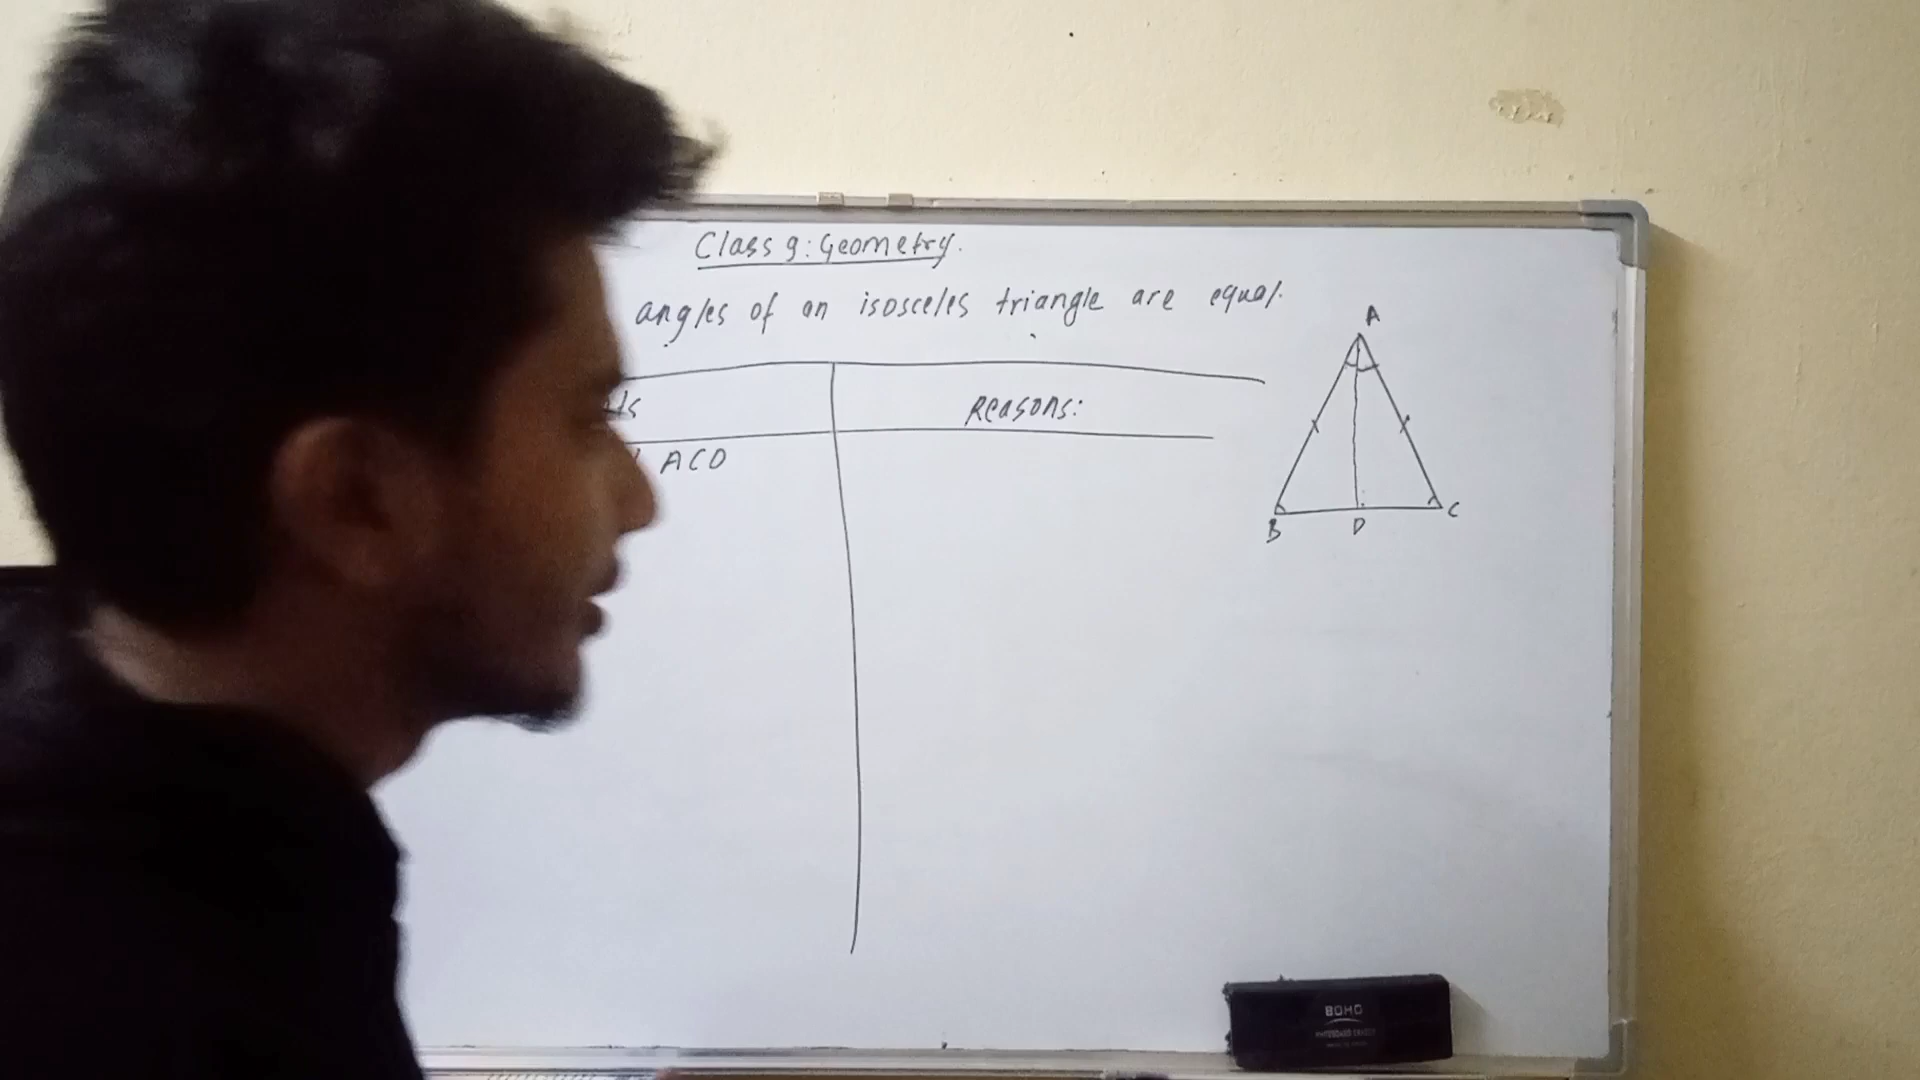 Class 9: Geometry.
angles of an isosceles triangle are equal.
Reasons:
ACD
A
B
D
C
BOHO